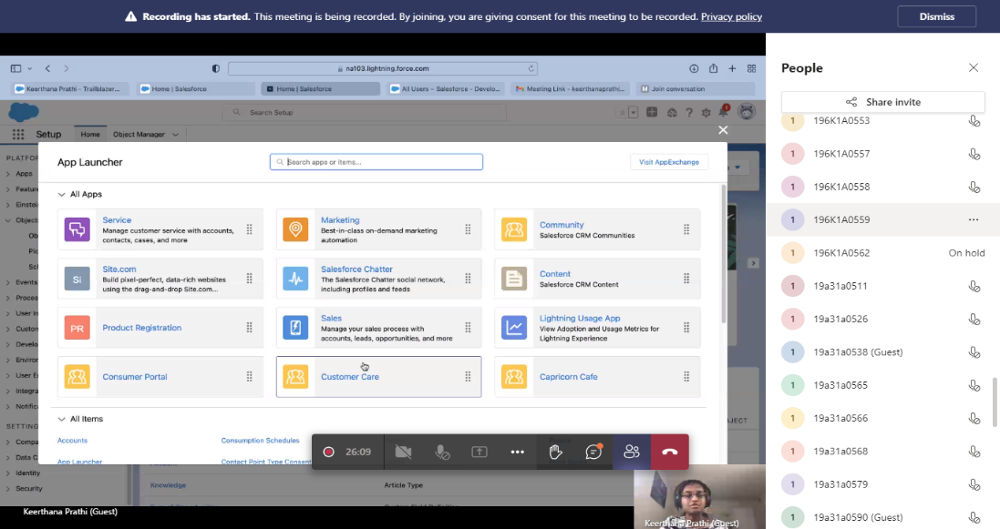 Recording has started. This meeting is being recorded. By joining, you are giving consent for this meeting to be recorded. Privacy policy
Dismiss
na103.lightning.force.com
Keerthana Prathi - Trailblazer...
Home | Salesforce
Home | Salesforce
All Users – Salesforce - Develo...
Meeting Link - keerthanaprathi...
M Join conversation
Search Setup
Setup
Home
Object Manager
App Launcher
Search apps or items...
Visit AppExchange
All Apps
Service
Manage customer service with accounts,
contacts, cases, and more
Marketing
Best-in-class on-demand marketing
automation
Community
Salesforce CRM Communities
Si
Site.com
Build pixel-perfect, data-rich websites
using the drag-and-drop Site.com...
Salesforce Chatter
The Salesforce Chatter social network,
including profiles and feeds
Content
Salesforce CRM Content
PR
Product Registration
Sales
Manage your sales process with
accounts, leads, opportunities, and more
Lightning Usage App
View Adoption and Usage Metrics for
Lightning Experience
Consumer Portal
Customer Care
Capricorn Cafe
All Items
Accounts
Consumption Schedules
App Launcher
Contact Point Type Consent
Knowledge
Article Type
PLATFOR
Apps
Feature
Einstei
Objects
Ob
Pic
Sch
Events
Proces
User In
Custom
Develo
Enviror
User E
Integra
Notific
SETTING
Compa
Data C
Identity
Security
26:09
Keerthana Prathi (Guest)
Keerthana Prathi (Guest)
People
Share invite
1 196K1A0553
1 196K1A0557
1 196K1A0558
1 196K1A0559
1 196K1A0562 On hold
1 19a31a0511
1 19a31a0526
1 19a31a0538 (Guest)
1 19a31a0565
1 19a31a0566
1 19a31a0568
1 19a31a0579
1 19a31a0590 (Guest)